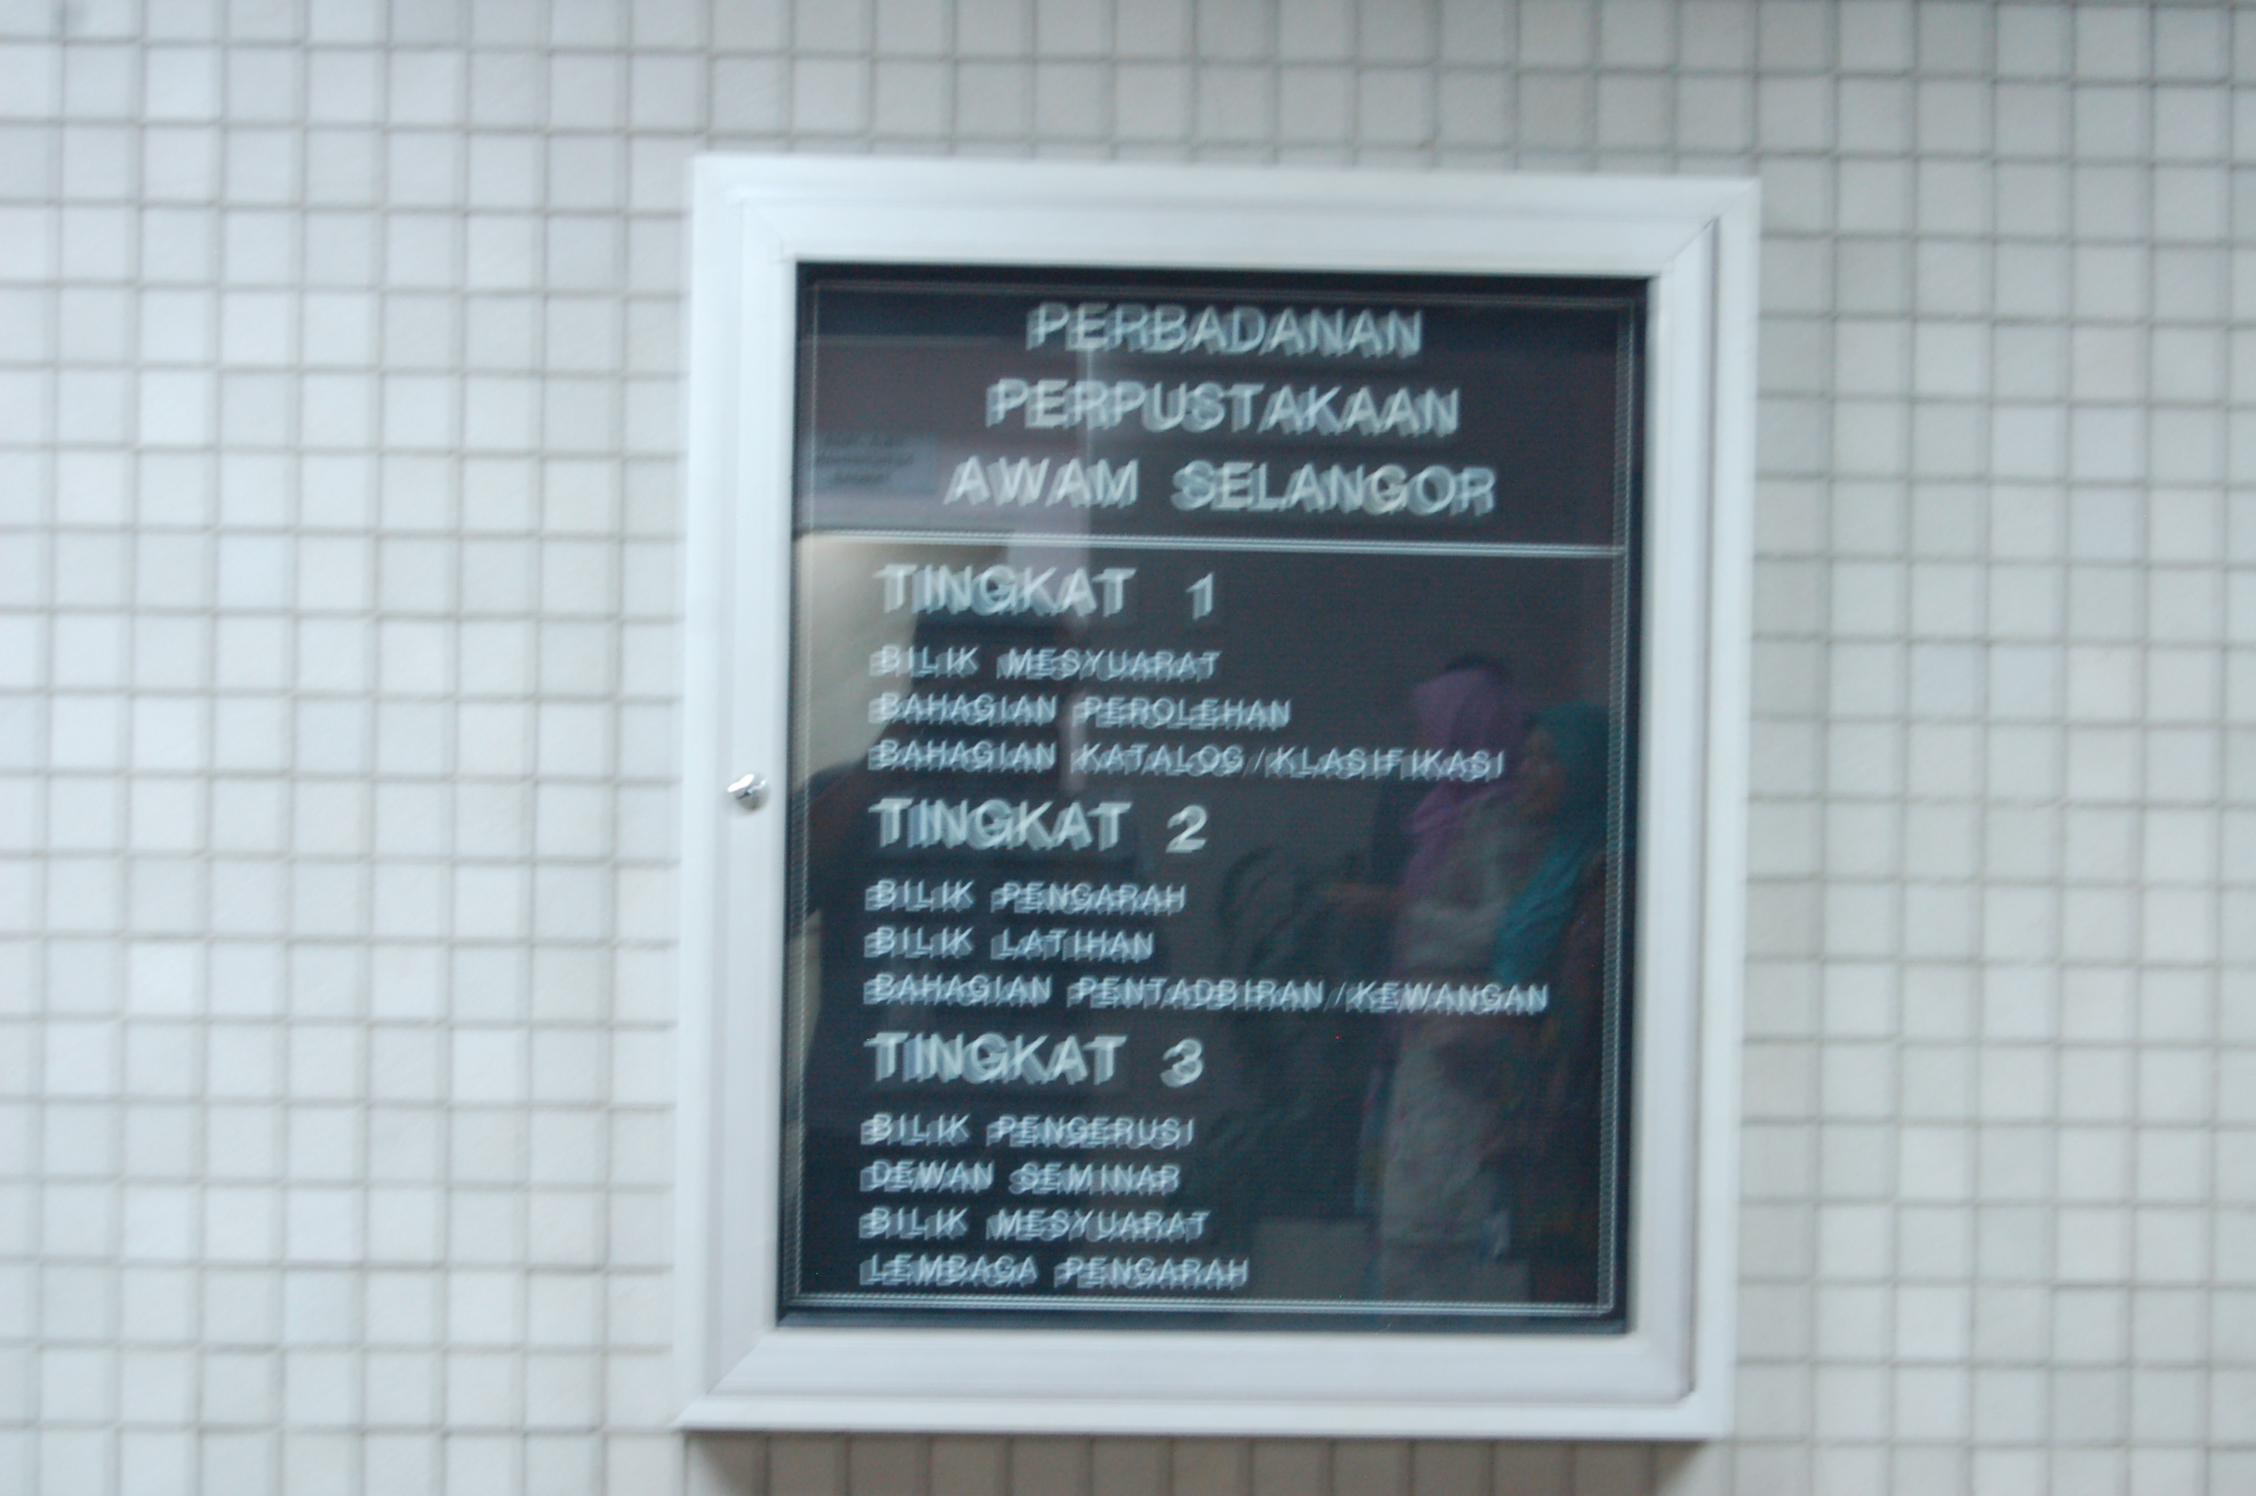 PERBADANAN
PERPUSTAKAAN
AWAM SELANGOR
TINGKAT 1
BILIK MESYUARAT
BAHAGIAN PEROLEHAN
BAHAGIAN KATALOG/KLASIFIKASI
TINGKAT 2
BILIK PENGARAH
BILIK LATIHAN
BAHAGIAN PENTADBIRAN/KEWANGAN
TINGKAT 3
BILIK PENGERUSI
DEWAN SEMINAR
BILIK MESYUARAT
LEMBAGA PENGARAH